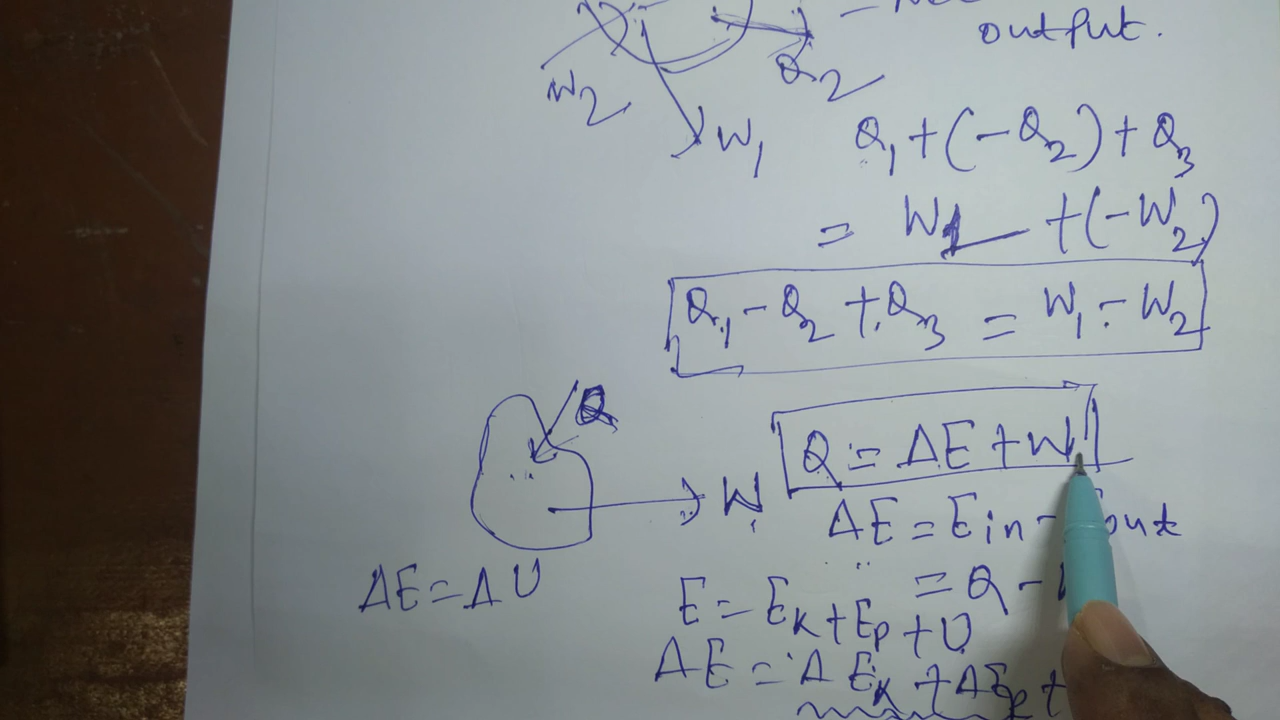 output.
W2
Q2
W1
Q1+(-Q2)+Q3
= W1 +(-W2)
Q1-Q2+Q3 = W1-W2
Q
Q = ΔE+W
W
ΔE = Ein -
ΔE=ΔU
= Q -
E = EK+EP+U
ΔE = ΔEK+ΔEP+